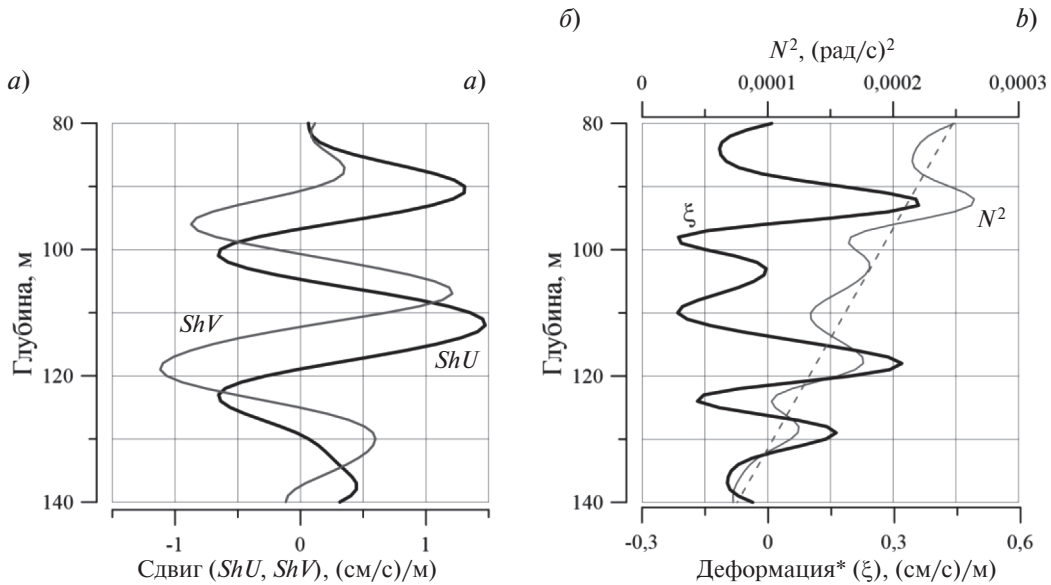 б) b)
N², (рад/с)²
а) а) 0 0,0001 0,0002 0,0003
80 80
ξ
N²
100 100
Глубина, м Глубина, м
ShV
ShU
120 120
140 140
-1 0 1 -0,3 0 0,3 0,6
Сдвиг (ShU, ShV), (см/с)/м Деформация* (ξ), (см/с)/м